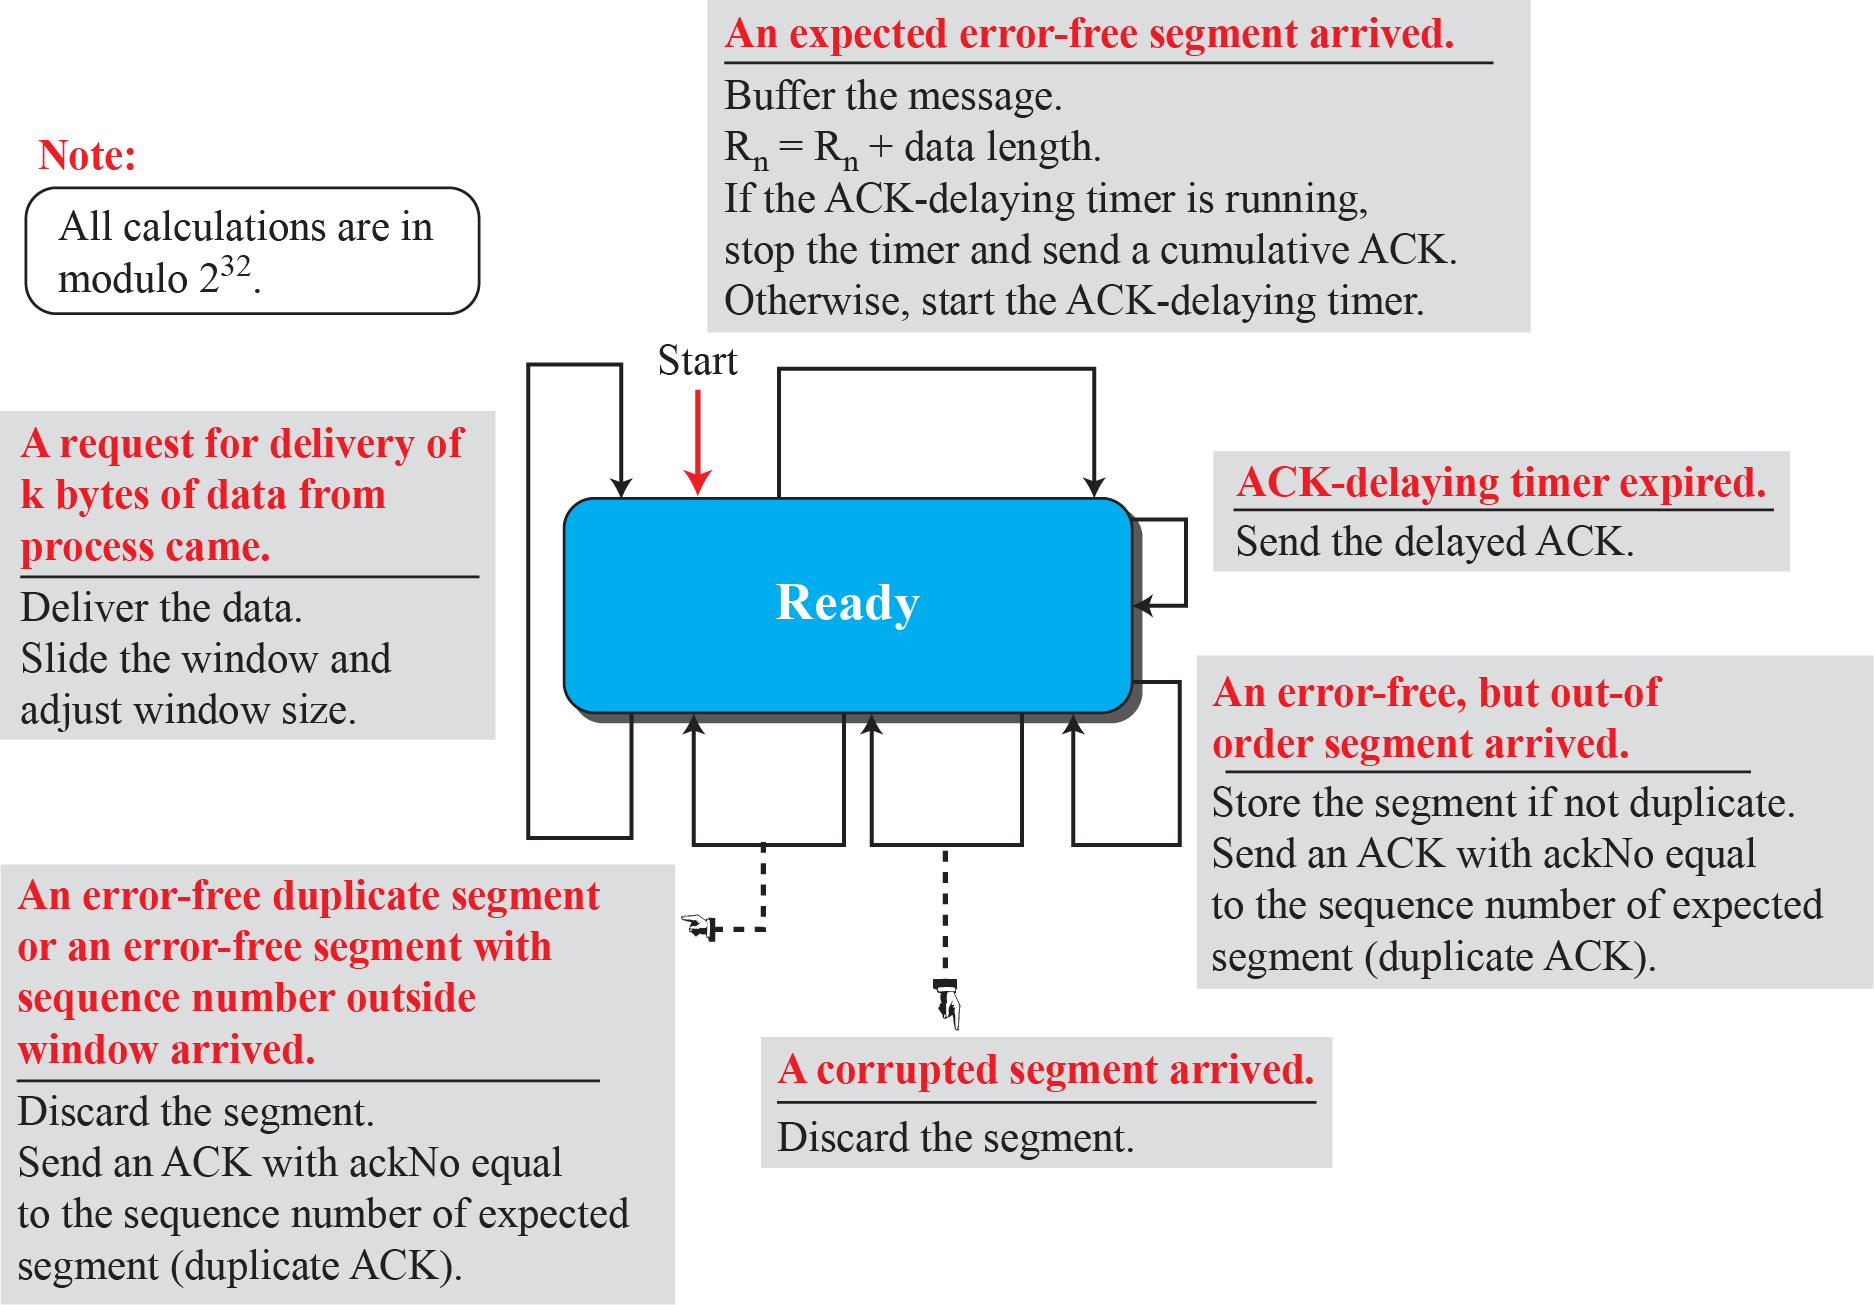 An expected error-free segment arrived.
Buffer the message.
Rn = Rn + data length.
If the ACK-delaying timer is running,
stop the timer and send a cumulative ACK.
Otherwise, start the ACK-delaying timer.
Note:
All calculations are in
modulo 2^32.
Start
A request for delivery of
k bytes of data from
process came.
Deliver the data.
Slide the window and
adjust window size.
Ready
ACK-delaying timer expired.
Send the delayed ACK.
An error-free, but out-of
order segment arrived.
Store the segment if not duplicate.
Send an ACK with ackNo equal
to the sequence number of expected
segment (duplicate ACK).
An error-free duplicate segment
or an error-free segment with
sequence number outside
window arrived.
Discard the segment.
Send an ACK with ackNo equal
to the sequence number of expected
segment (duplicate ACK).
A corrupted segment arrived.
Discard the segment.